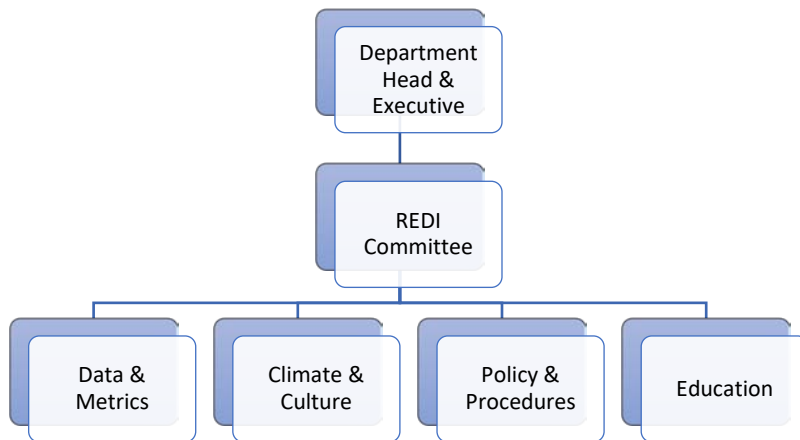 Department
Head &
Executive
REDI
Committee
Data &
Metrics
Climate &
Culture
Policy &
Procedures
Education